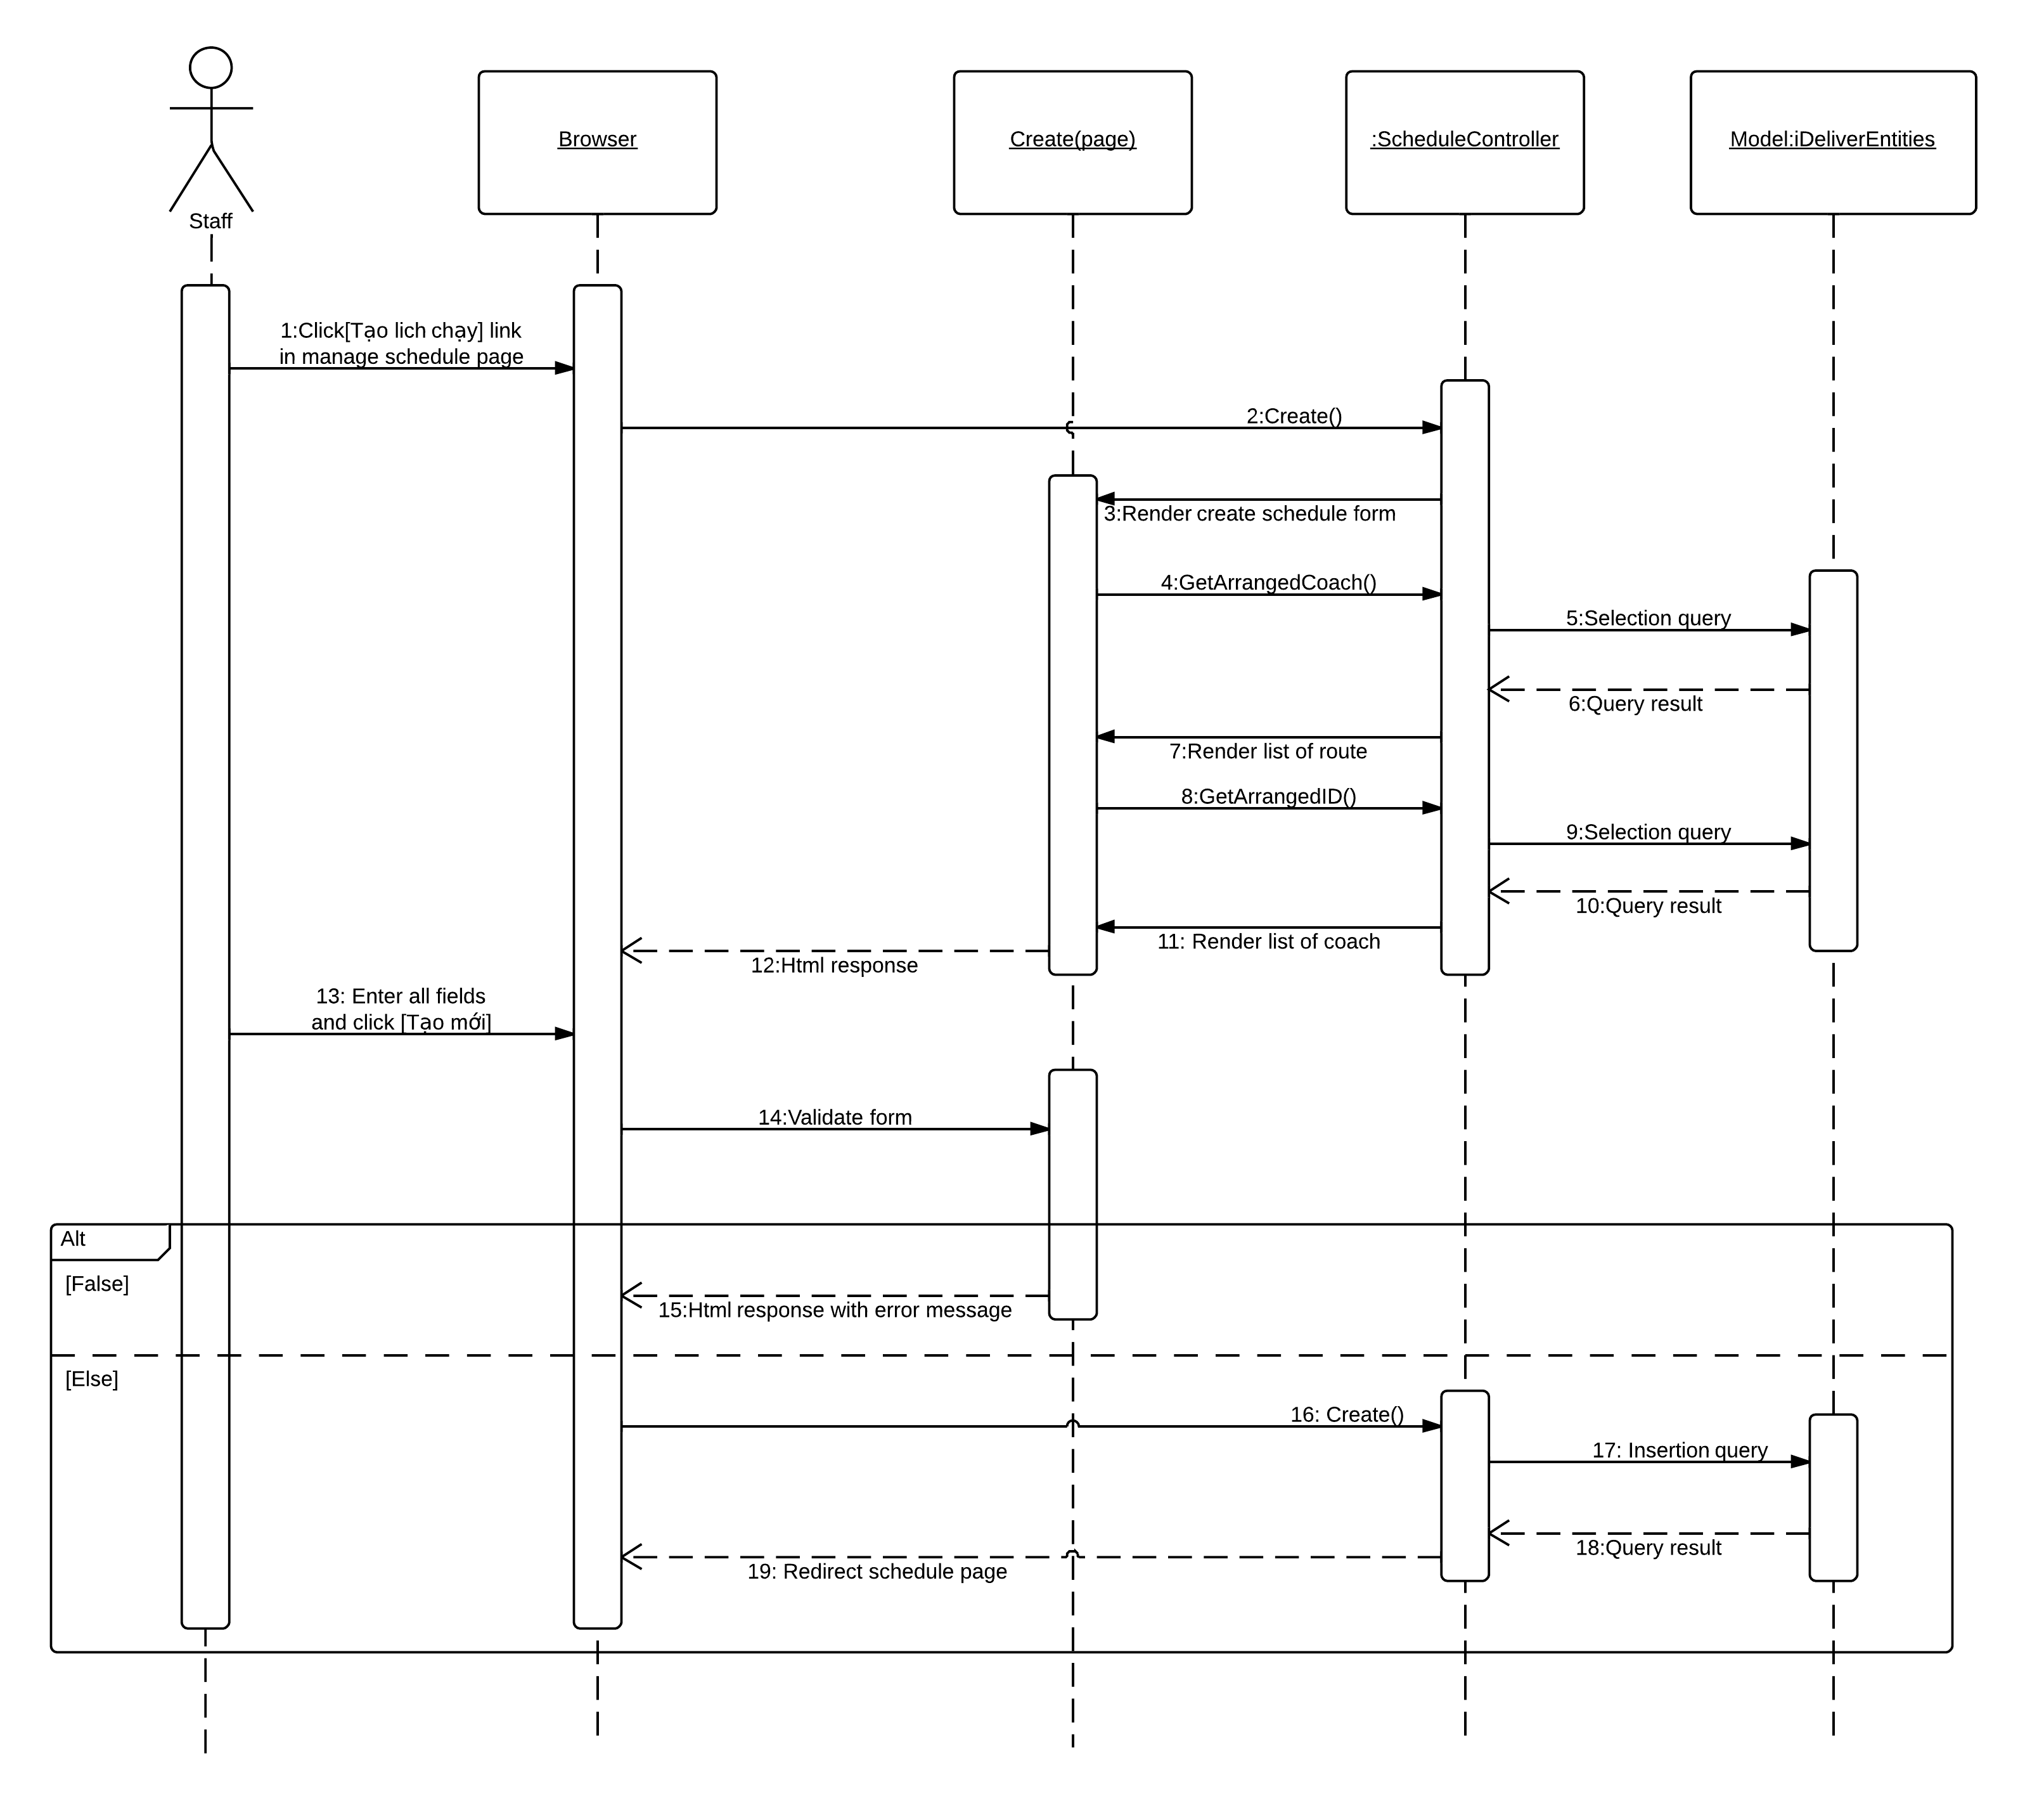 Staff
Browser
Create(page)
:ScheduleController
Model:iDeliverEntities
1:Click[Tạo lich chạy] link
in manage schedule page
2:Create()
3:Render create schedule form
4:GetArrangedCoach()
5:Selection query
6:Query result
7:Render list of route
8:GetArrangedID()
9:Selection query
10:Query result
11: Render list of coach
12:Html response
13: Enter all fields
and click [Tạo mới]
14:Validate form
Alt
[False]
15:Html response with error message
[Else]
16: Create()
17: Insertion query
18:Query result
19: Redirect schedule page